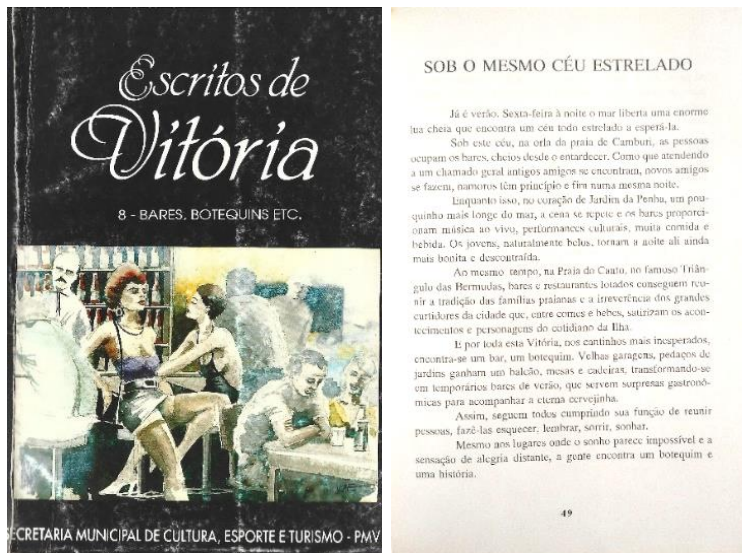 Escritos de
Vitória
8 - BARES, BOTEQUINS ETC.
SECRETARIA MUNICIPAL DE CULTURA, ESPORTE E TURISMO - PMV
SOB O MESMO CÉU ESTRELADO
Já é verão. Sexta-feira à noite o mar liberta uma enorme
lua cheia que encontra um céu todo estrelado a esperá-la.
Sob este céu, na orla da praia de Camburi, as pessoas
ocupam os bares, cheios desde o entardecer. Como que atendendo
a um chamado geral antigos amigos se encontram, novos amigos
se fazem, namoros têm princípio e fim numa mesma noite.
Enquanto isso, no coração de Jardim da Penha, um pou-
quinho mais longe do mar, a cena se repete e os bares proporci-
onam música ao vivo, performances culturais, muita comida e
bebida. Os jovens, naturalmente belos, tornam a noite ali ainda
mais bonita e descontraída.
Ao mesmo tempo, na Praia do Canto, no famoso Triân-
gulo das Bermudas, bares e restaurantes lotados conseguem reu-
nir a tradição das famílias praianas e a irreverência dos grandes
curtidores da cidade que, entre comes e bebes, satirizam os acon-
tecimentos e personagens do cotidiano da Ilha.
E por toda esta Vitória, nos cantinhos mais inesperados,
encontra-se um bar, um botequim. Velhas garagens, pedaços de
jardins ganham um balcão, mesas e cadeiras, transformando-se
em temporários bares de verão, que servem surpresas gastronô-
micas para acompanhar a eterna cervejinha.
Assim, seguem todos cumprindo sua função de reunir
pessoas, fazê-las esquecer, lembrar, sorrir, sonhar.
Mesmo nos lugares onde o sonho parece impossível e a
sensação de alegria distante, a gente encontra um botequim e
uma história.
49